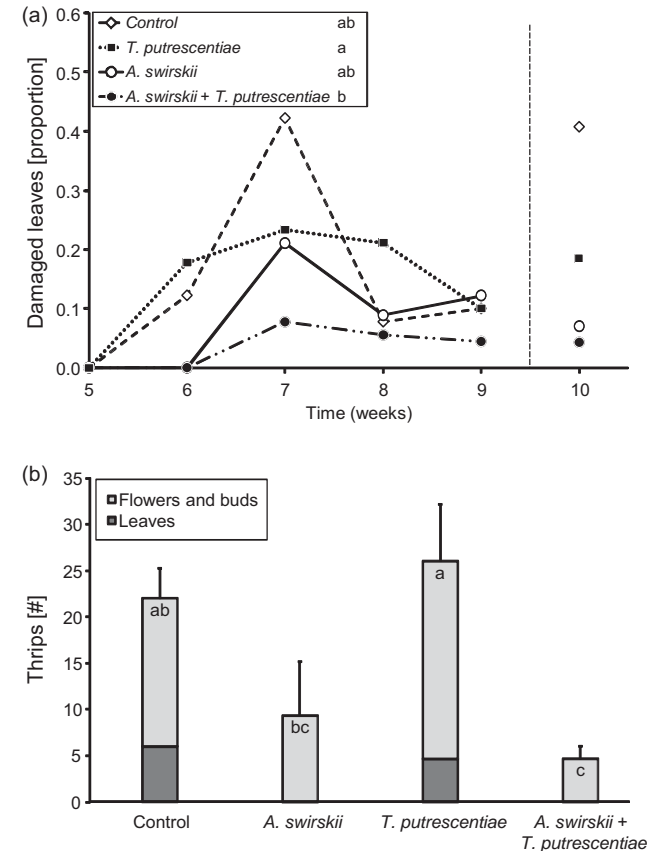 (a)
0.6
0.5
0.4
0.3
0.2
0.1
0.0
Damaged leaves [proportion]
Control ab
T. putrescentiae a
A. swirskii ab
A. swirskii + T. putrescentiae b
5 6 7 8 9 10
Time (weeks)
(b)
35
30
25
20
15
10
5
0
Thrips [#]
Flowers and buds
Leaves
ab
bc
a
c
Control A. swirskii T. putrescentiae A. swirskii +
T. putrescentiae